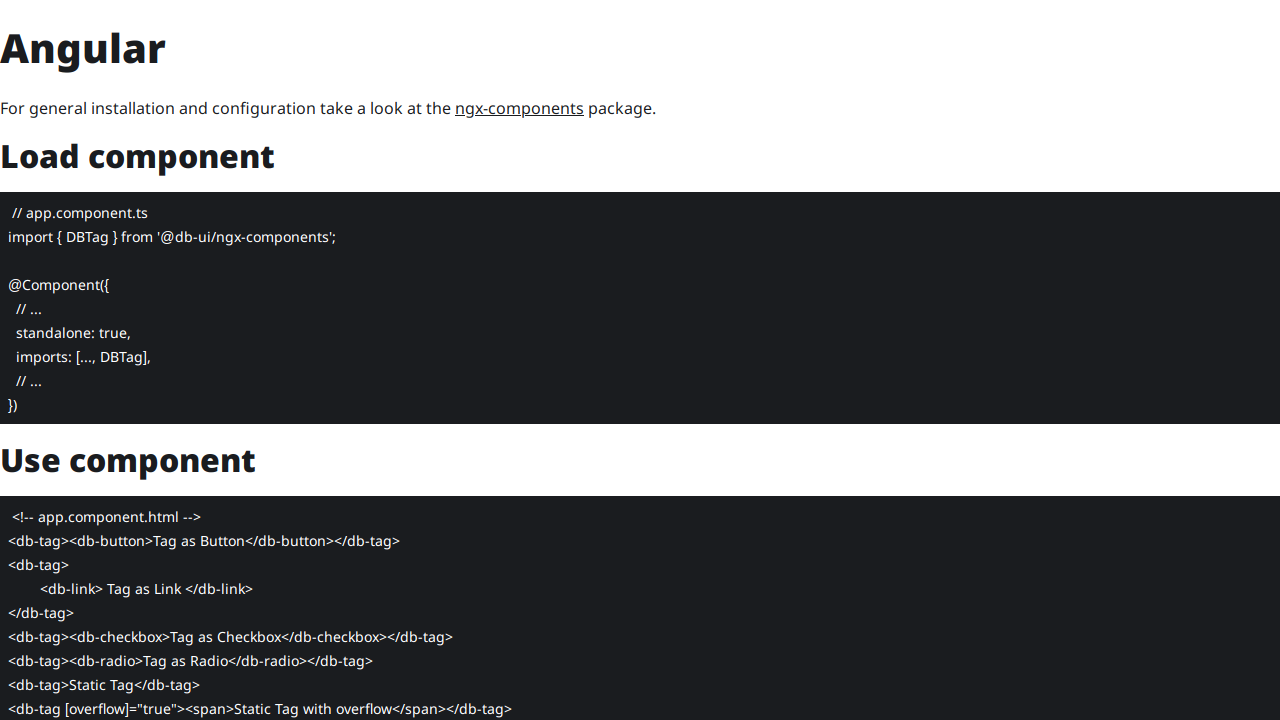 Angular
For general installation and configuration take a look at the ngx-components package.
Load component
// app.component.ts
import { DBTag } from '@db-ui/ngx-components';
@Component({
// ...
standalone: true,
imports: [..., DBTag],
// ...
})
Use component
<!-- app.component.html -->
<db-tag><db-button>Tag as Button</db-button></db-tag>
<db-tag>
<db-link> Tag as Link </db-link>
</db-tag>
<db-tag><db-checkbox>Tag as Checkbox</db-checkbox></db-tag>
<db-tag><db-radio>Tag as Radio</db-radio></db-tag>
<db-tag>Static Tag</db-tag>
<db-tag [overflow]="true"><span>Static Tag with overflow</span></db-tag>